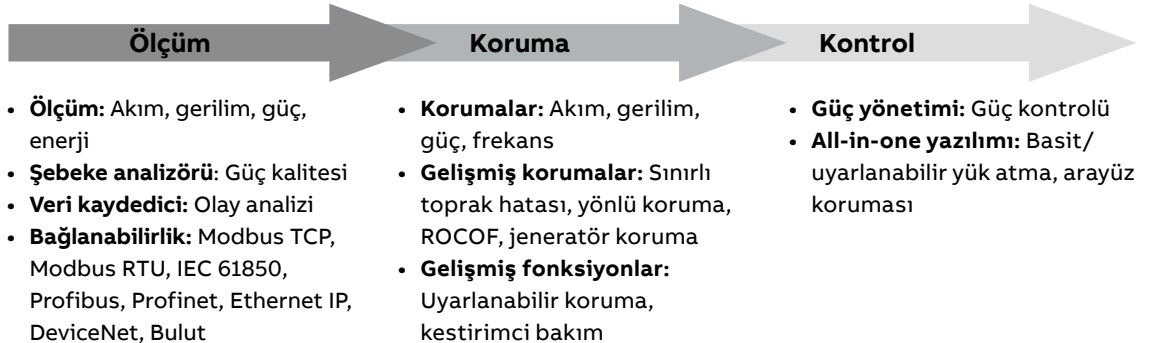 Ölçüm
Koruma
Kontrol
• Ölçüm: Akım, gerilim, güç,
enerji
• Şebeke analizörü: Güç kalitesi
• Veri kaydedici: Olay analizi
• Bağlanabilirlik: Modbus TCP,
Modbus RTU, IEC 61850,
Profibus, Profinet, Ethernet IP,
DeviceNet, Bulut
• Korumalar: Akım, gerilim,
güç, frekans
• Gelişmiş korumalar: Sınırlı
toprak hatası, yönlü koruma,
ROCOF, jeneratör koruma
• Gelişmiş fonksiyonlar:
Uyarlanabilir koruma,
kestirimci bakım
• Güç yönetimi: Güç kontrolü
• All-in-one yazılımı: Basit/
uyarlanabilir yük atma, arayüz
koruması